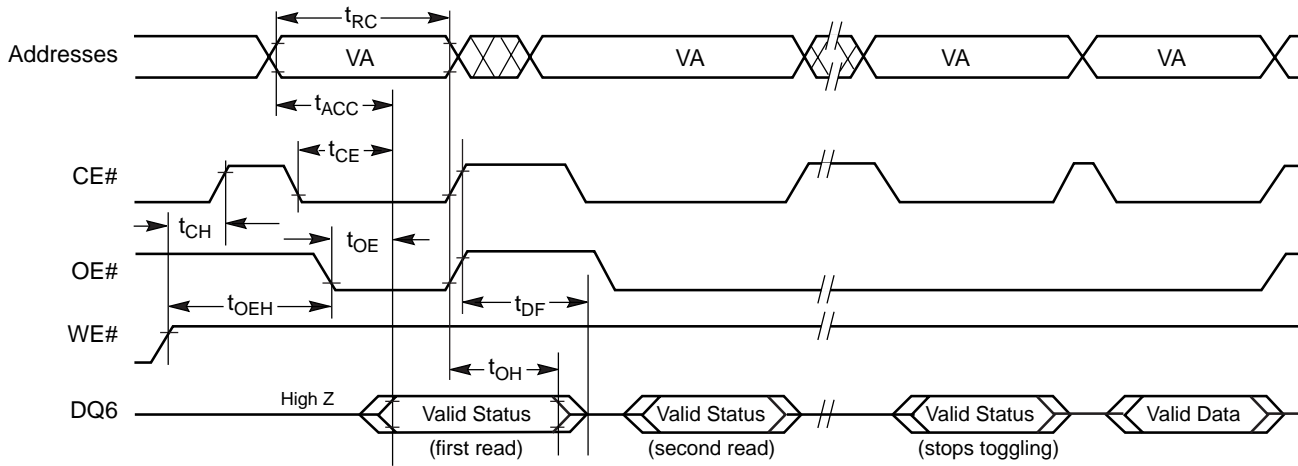 tRC
Addresses VA VA VA VA
tACC
tCE
CE#
tCH
tOE
OE#
tOEH
tDF
WE#
tOH
DQ6 High Z Valid Status Valid Status Valid Status Valid Data
(first read) (second read) (stops toggling)